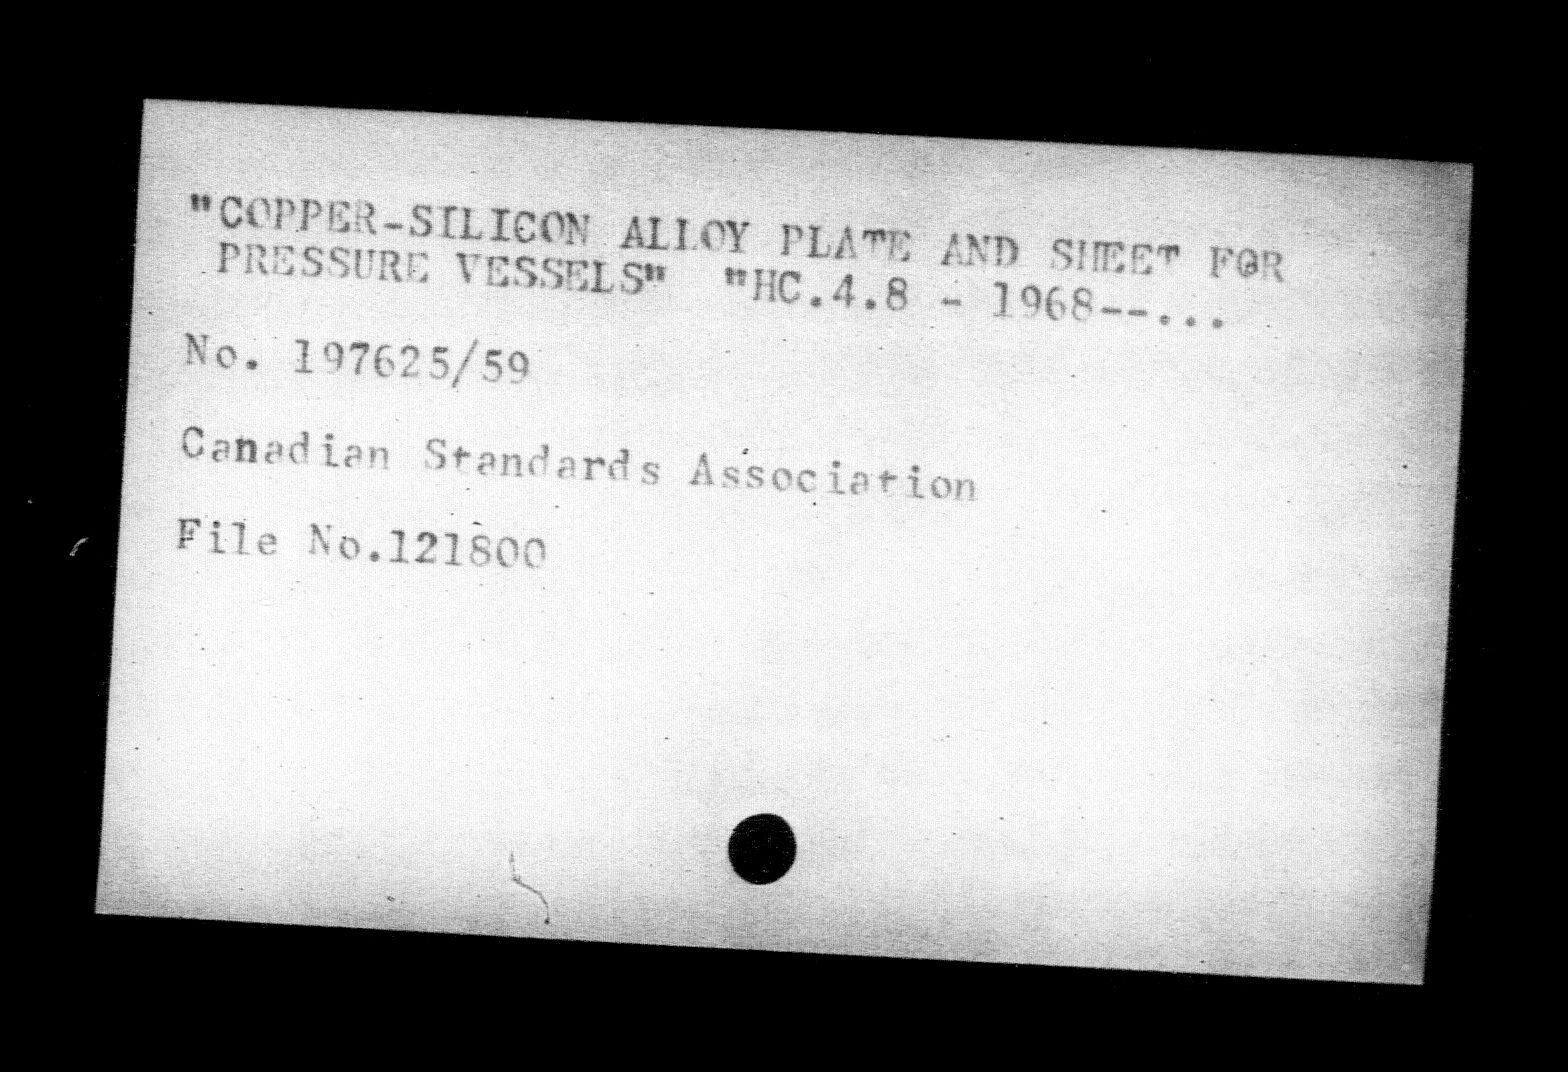 "COPPER-SILICON ALLOY PLATE AND SHEET FOR
PRESSURE VESSELS" "HC.4.8 - 1968--...
No. 197625/59
Canadian Standards Association
File No.121800